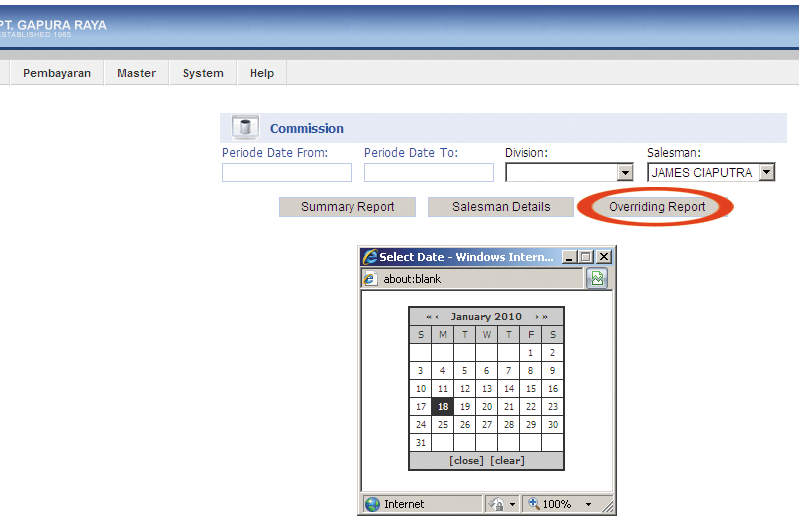 PT. GAPURA RAYA
ESTABLISHED 1965
Pembayaran Master System Help
Commission
Periode Date From: Periode Date To: Division: Salesman:
JAMES CIAPUTRA
Summary Report Salesman Details Overriding Report
Select Date - Windows Intern...
about:blank
« ‹ January 2010 › »
S M T W T F S
1 2
3 4 5 6 7 8 9
10 11 12 13 14 15 16
17 18 19 20 21 22 23
24 25 26 27 28 29 30
31
[close] [clear]
Internet 100%